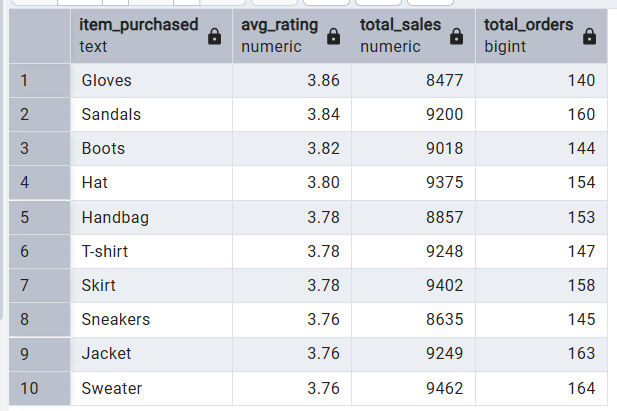 item_purchased avg_rating total_sales total_orders
text numeric numeric bigint
1 Gloves 3.86 8477 140
2 Sandals 3.84 9200 160
3 Boots 3.82 9018 144
4 Hat 3.80 9375 154
5 Handbag 3.78 8857 153
6 T-shirt 3.78 9248 147
7 Skirt 3.78 9402 158
8 Sneakers 3.76 8635 145
9 Jacket 3.76 9249 163
10 Sweater 3.76 9462 164